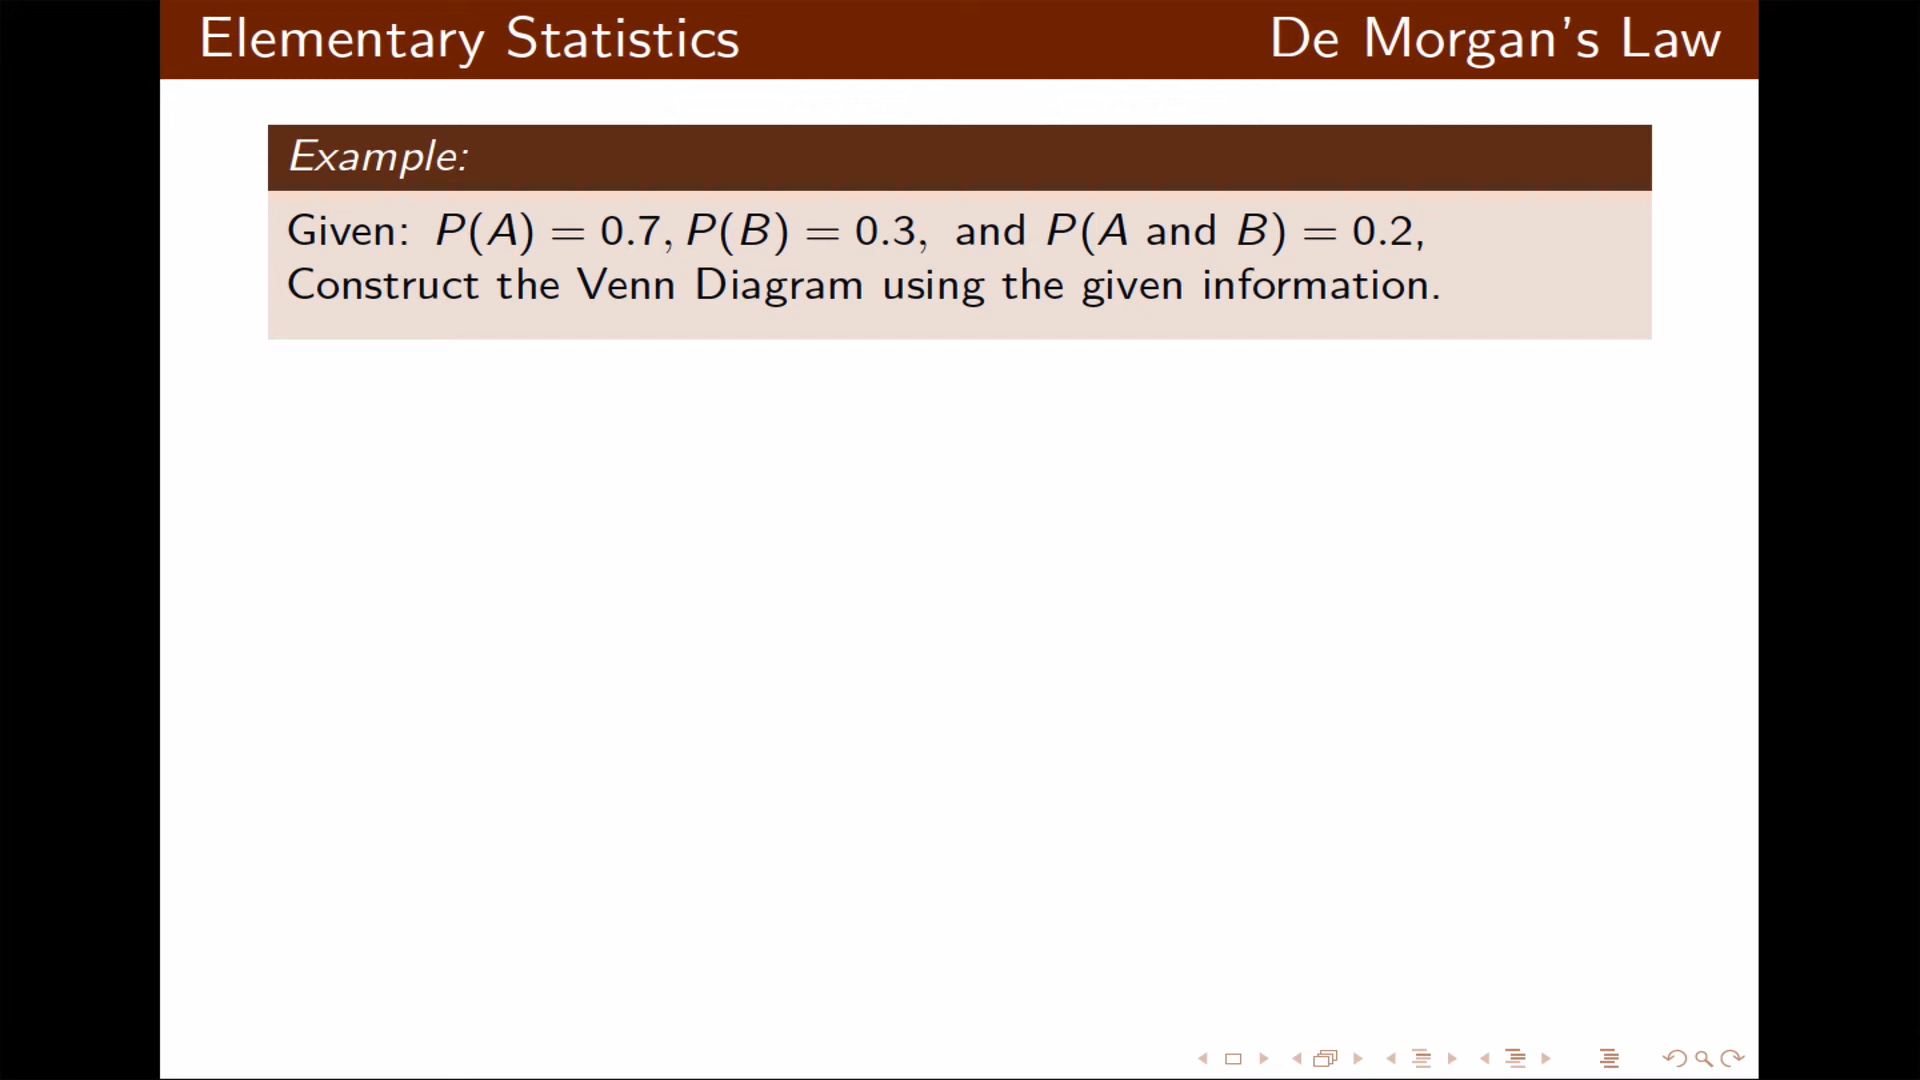 Elementary Statistics De Morgan's Law
Example:
Given: P(A) = 0.7, P(B) = 0.3, and P(A and B) = 0.2,
Construct the Venn Diagram using the given information.